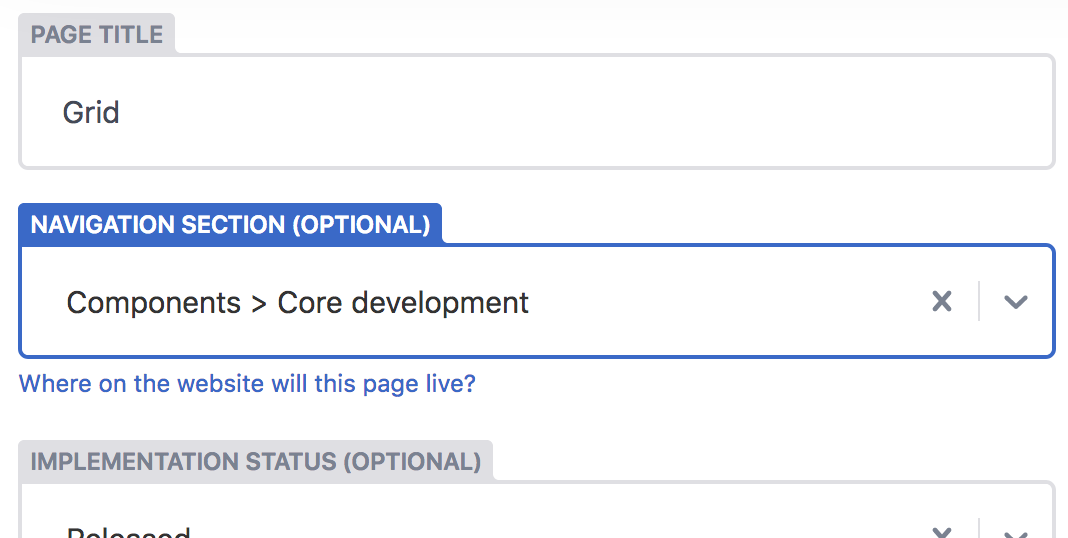 PAGE TITLE
Grid
NAVIGATION SECTION (OPTIONAL)
Components > Core development
Where on the website will this page live?
IMPLEMENTATION STATUS (OPTIONAL)
Released